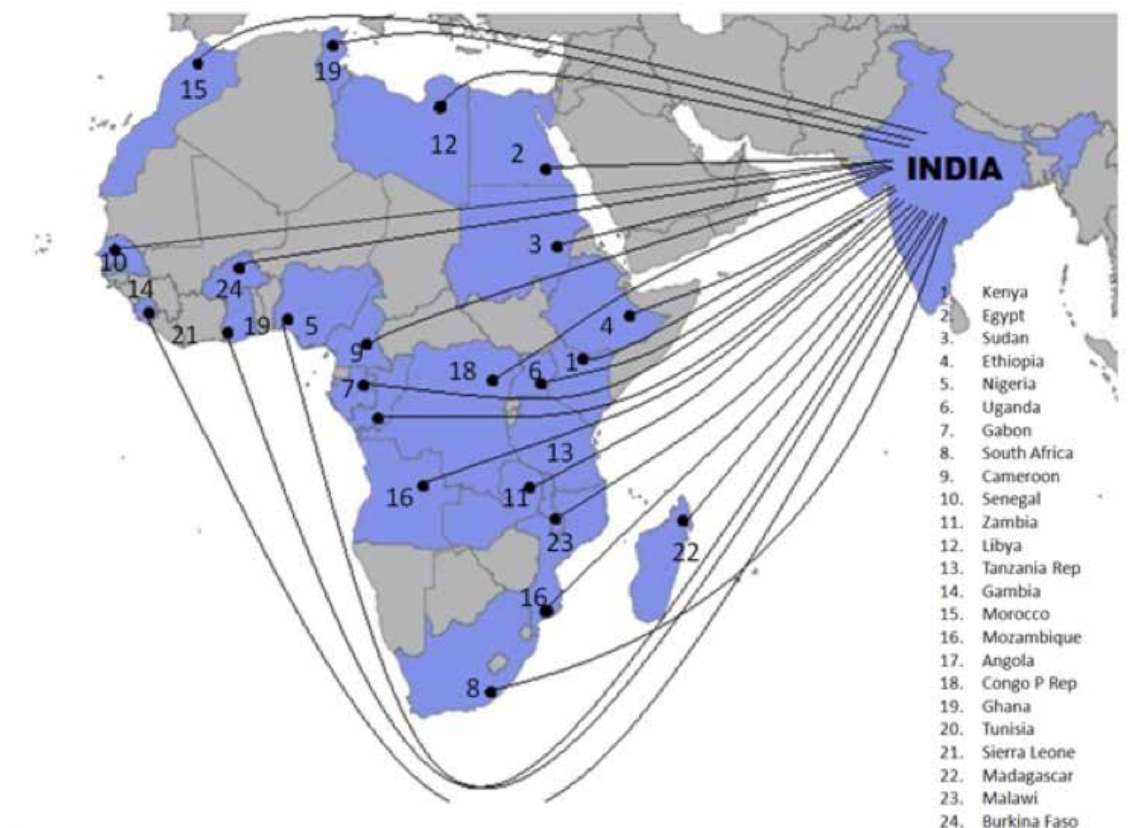 15
19
12
2
INDIA
3
10
14
24
21
19
5
4
9
1
18
6
7
13
16
11
23
22
16
8
1. Kenya
2. Egypt
3. Sudan
4. Ethiopia
5. Nigeria
6. Uganda
7. Gabon
8. South Africa
9. Cameroon
10. Senegal
11. Zambia
12. Libya
13. Tanzania Rep
14. Gambia
15. Morocco
16. Mozambique
17. Angola
18. Congo P Rep
19. Ghana
20. Tunisia
21. Sierra Leone
22. Madagascar
23. Malawi
24. Burkina Faso